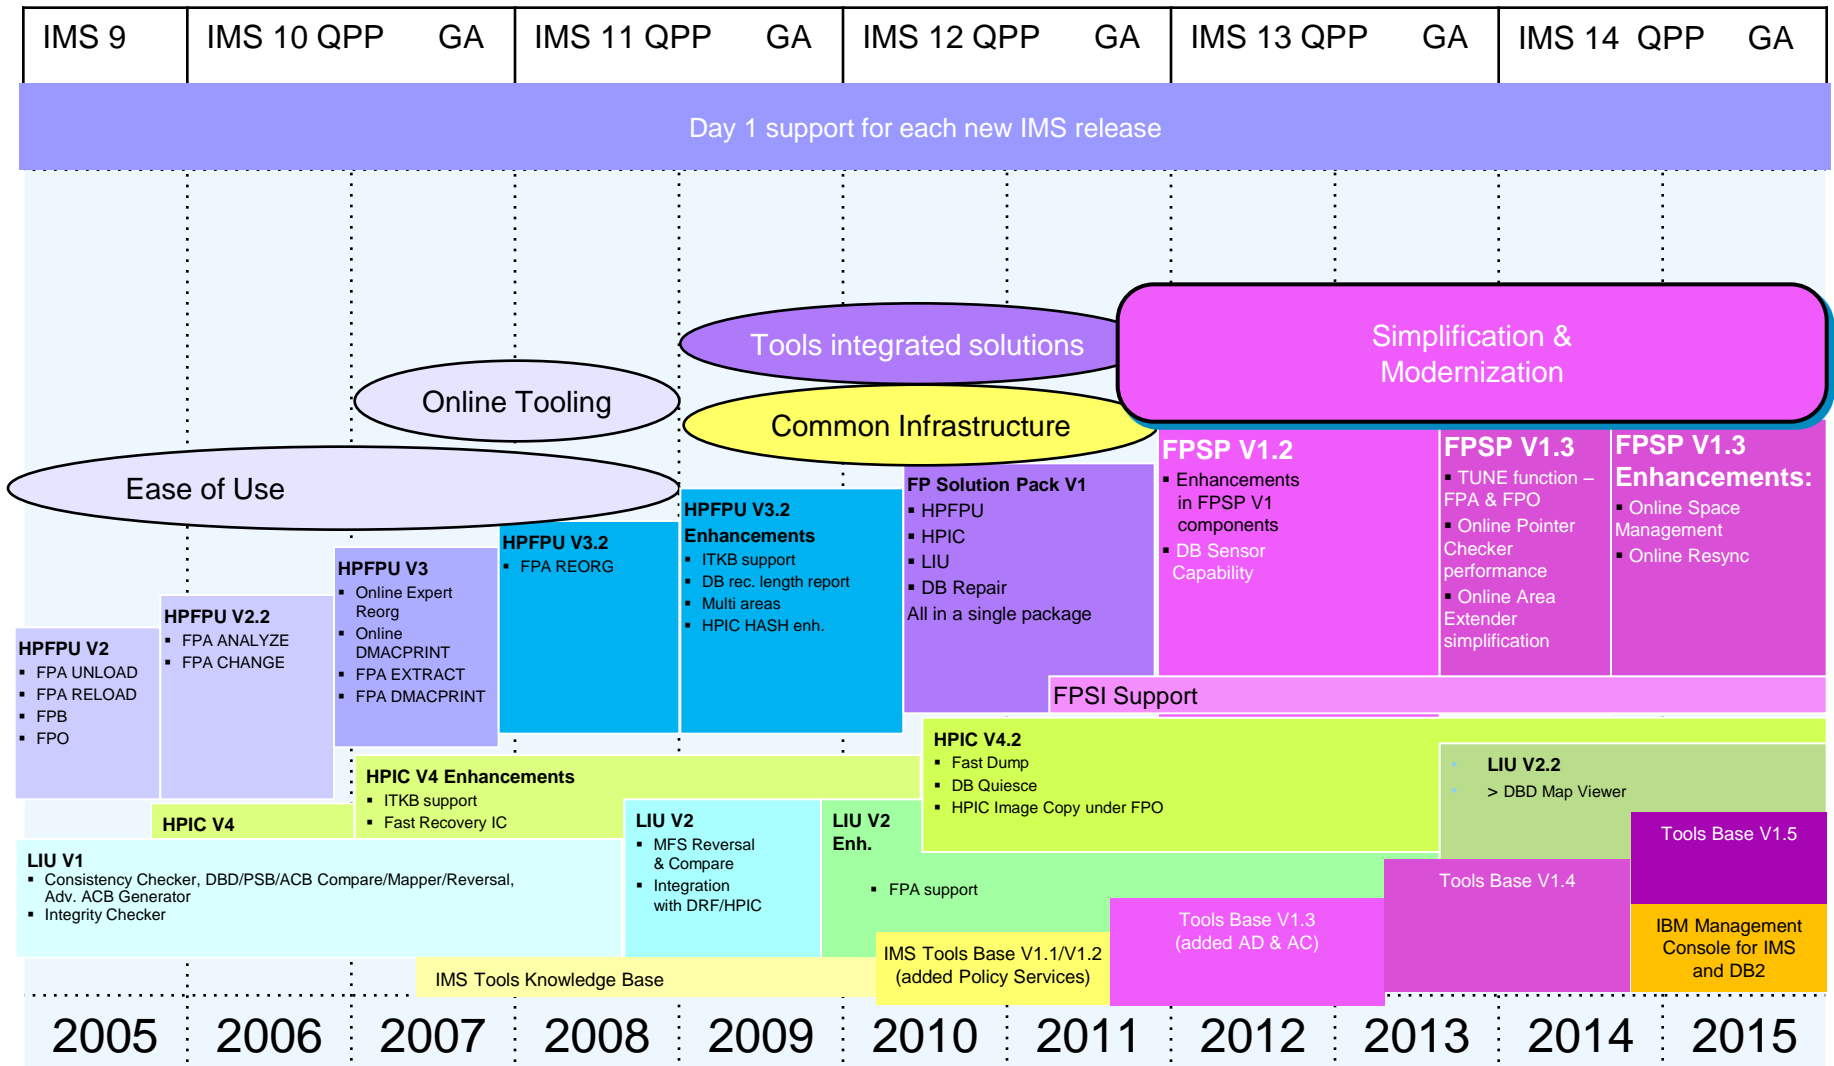 IMS 9
IMS 10 QPP GA
IMS 11 QPP GA
IMS 12 QPP GA
IMS 13 QPP GA
IMS 14 QPP GA
Day 1 support for each new IMS release
Tools integrated solutions
Simplification &
Modernization
Online Tooling
Common Infrastructure
Ease of Use
HPFPU V2
▪ FPA UNLOAD
▪ FPA RELOAD
▪ FPB
▪ FPO
HPFPU V2.2
▪ FPA ANALYZE
▪ FPA CHANGE
HPFPU V3
▪ Online Expert
Reorg
▪ Online
DMACPRINT
▪ FPA EXTRACT
▪ FPA DMACPRINT
HPFPU V3.2
▪ FPA REORG
HPFPU V3.2
Enhancements
▪ ITKB support
▪ DB rec. length report
▪ Multi areas
▪ HPIC HASH enh.
FP Solution Pack V1
▪ HPFPU
▪ HPIC
▪ LIU
▪ DB Repair
All in a single package
FPSP V1.2
▪ Enhancements
in FPSP V1
components
▪ DB Sensor
Capability
FPSP V1.3
▪ TUNE function –
FPA & FPO
▪ Online Pointer
Checker
performance
▪ Online Area
Extender
simplification
FPSP V1.3
Enhancements:
▪ Online Space
Management
▪ Online Resync
FPSI Support
HPIC V4
HPIC V4 Enhancements
▪ ITKB support
▪ Fast Recovery IC
HPIC V4.2
▪ Fast Dump
▪ DB Quiesce
▪ HPIC Image Copy under FPO
LIU V1
▪ Consistency Checker, DBD/PSB/ACB Compare/Mapper/Reversal,
Adv. ACB Generator
▪ Integrity Checker
LIU V2
▪ MFS Reversal
& Compare
▪ Integration
with DRF/HPIC
LIU V2
Enh.
▪ FPA support
LIU V2.2
> DBD Map Viewer
IMS Tools Knowledge Base
IMS Tools Base V1.1/V1.2
(added Policy Services)
Tools Base V1.3
(added AD & AC)
Tools Base V1.4
Tools Base V1.5
IBM Management
Console for IMS
and DB2
2005 2006 2007 2008 2009 2010 2011 2012 2013 2014 2015